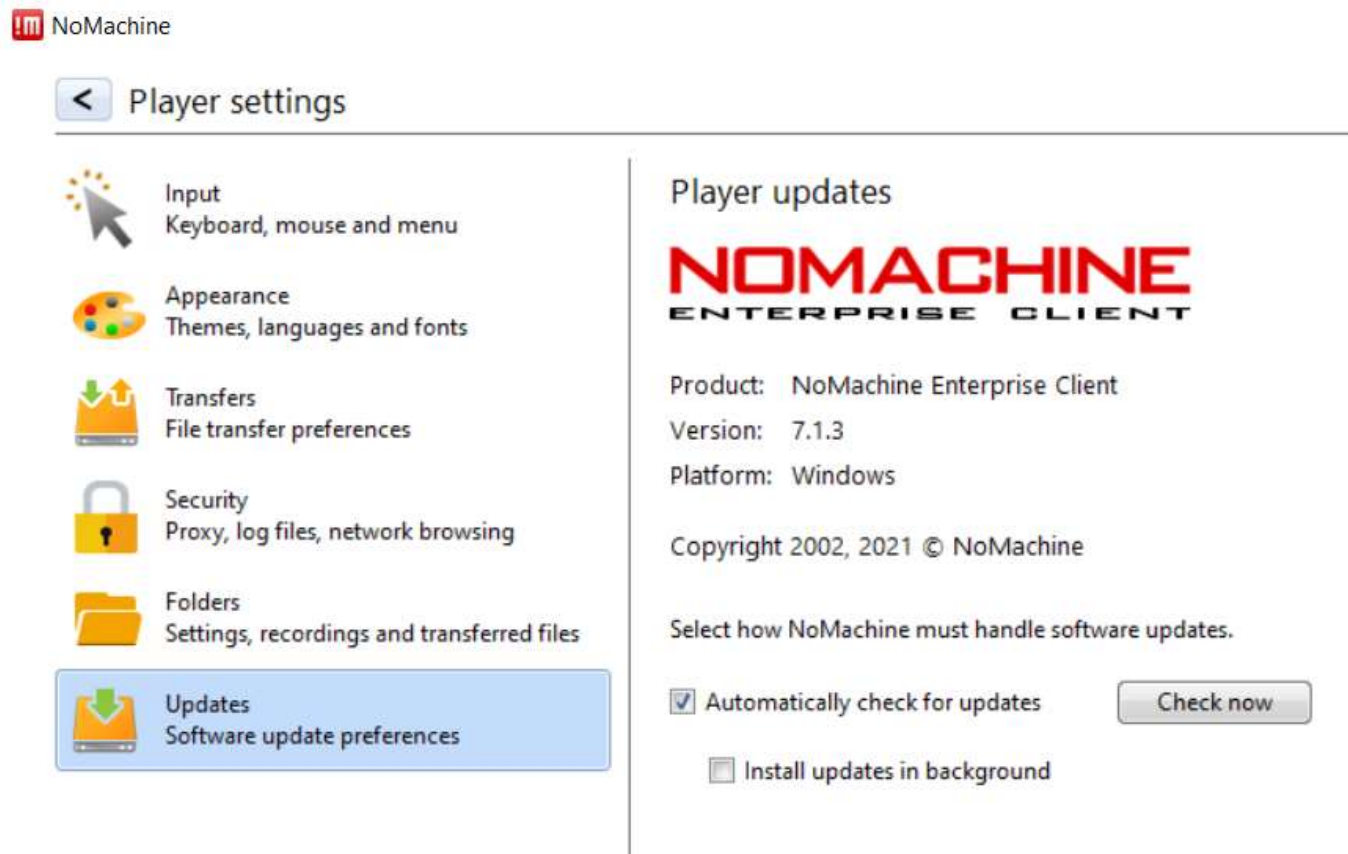 NoMachine
< Player settings
Input
Keyboard, mouse and menu
Appearance
Themes, languages and fonts
Transfers
File transfer preferences
Security
Proxy, log files, network browsing
Folders
Settings, recordings and transferred files
Updates
Software update preferences
Player updates
NOMACHINE
ENTERPRISE CLIENT
Product: NoMachine Enterprise Client
Version: 7.1.3
Platform: Windows
Copyright 2002, 2021 © NoMachine
Select how NoMachine must handle software updates.
Automatically check for updates
Check now
Install updates in background